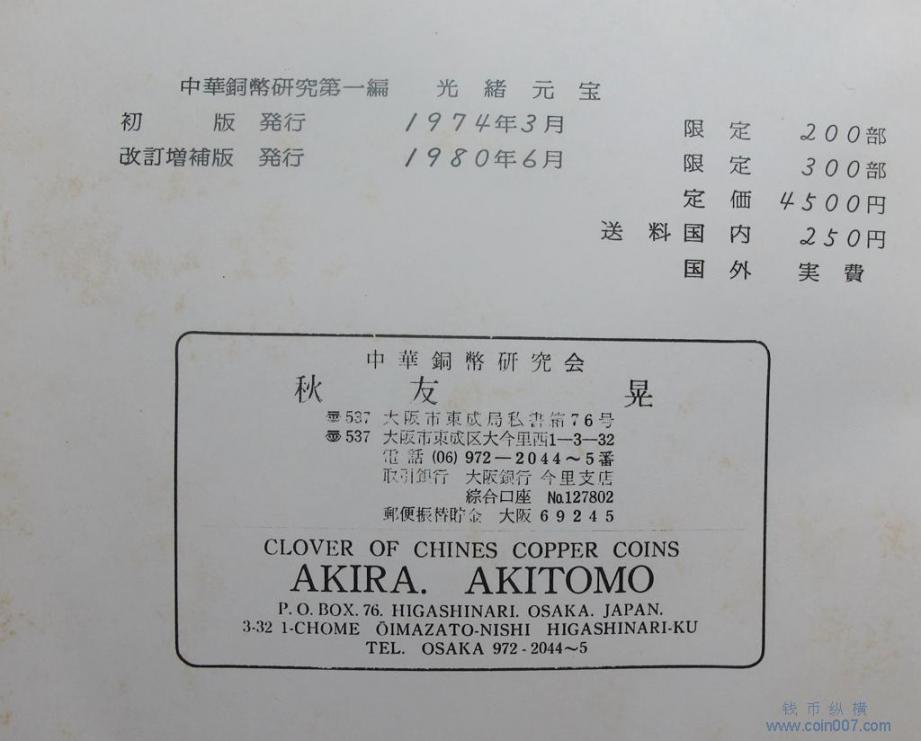 中華銅幣研究第一編 光緒元宝
初版 発行 1974年3月
改訂増補版 発行 1980年6月
限定 200部
限定 300部
定価 4500円
送料 国内 250円
国外 実費
中華銅幣研究会
秋友 晃
〠537 大阪市東成局私書箱76号
〠537 大阪市東成区大今里西1―3―32
電話 (06) 972―2044〜5番
取引銀行 大阪銀行 今里支店
綜合口座 No.127802
郵便振替貯金 大阪 69245
CLOVER OF CHINES COPPER COINS
AKIRA. AKITOMO
P. O. BOX. 76. HIGASHINARI. OSAKA. JAPAN.
3-32 1-CHOME ŌIMAZATO-NISHI HIGASHINARI-KU
TEL. OSAKA 972-2044〜5
钱币纵横
www.coin007.com